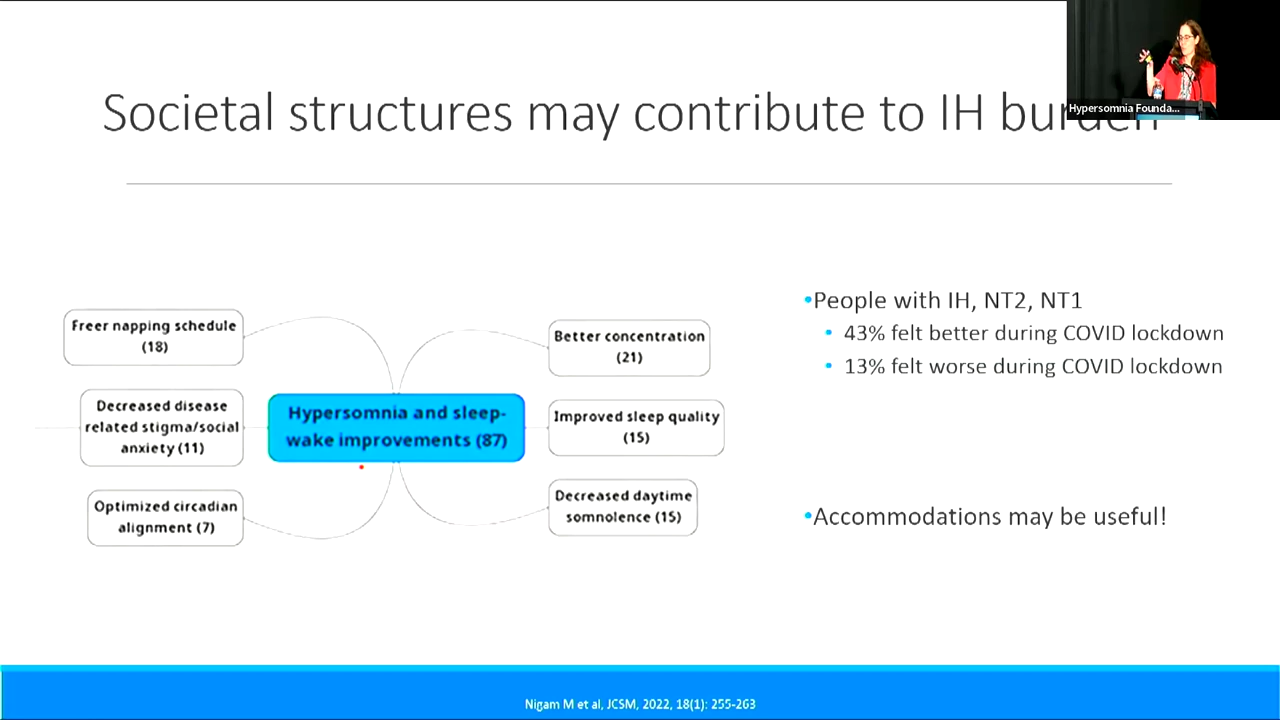 Societal structures may contribute to IH burden
Hypersomnia Founda...
Freer napping schedule
(18)
Decreased disease
related stigma/social
anxiety (11)
Optimized circadian
alignment (7)
Hypersomnia and sleep-
wake improvements (87)
Better concentration
(21)
Improved sleep quality
(15)
Decreased daytime
somnolence (15)
•People with IH, NT2, NT1
• 43% felt better during COVID lockdown
• 13% felt worse during COVID lockdown
•Accommodations may be useful!
Nigam M et al, JCSM, 2022, 18(1): 255-263